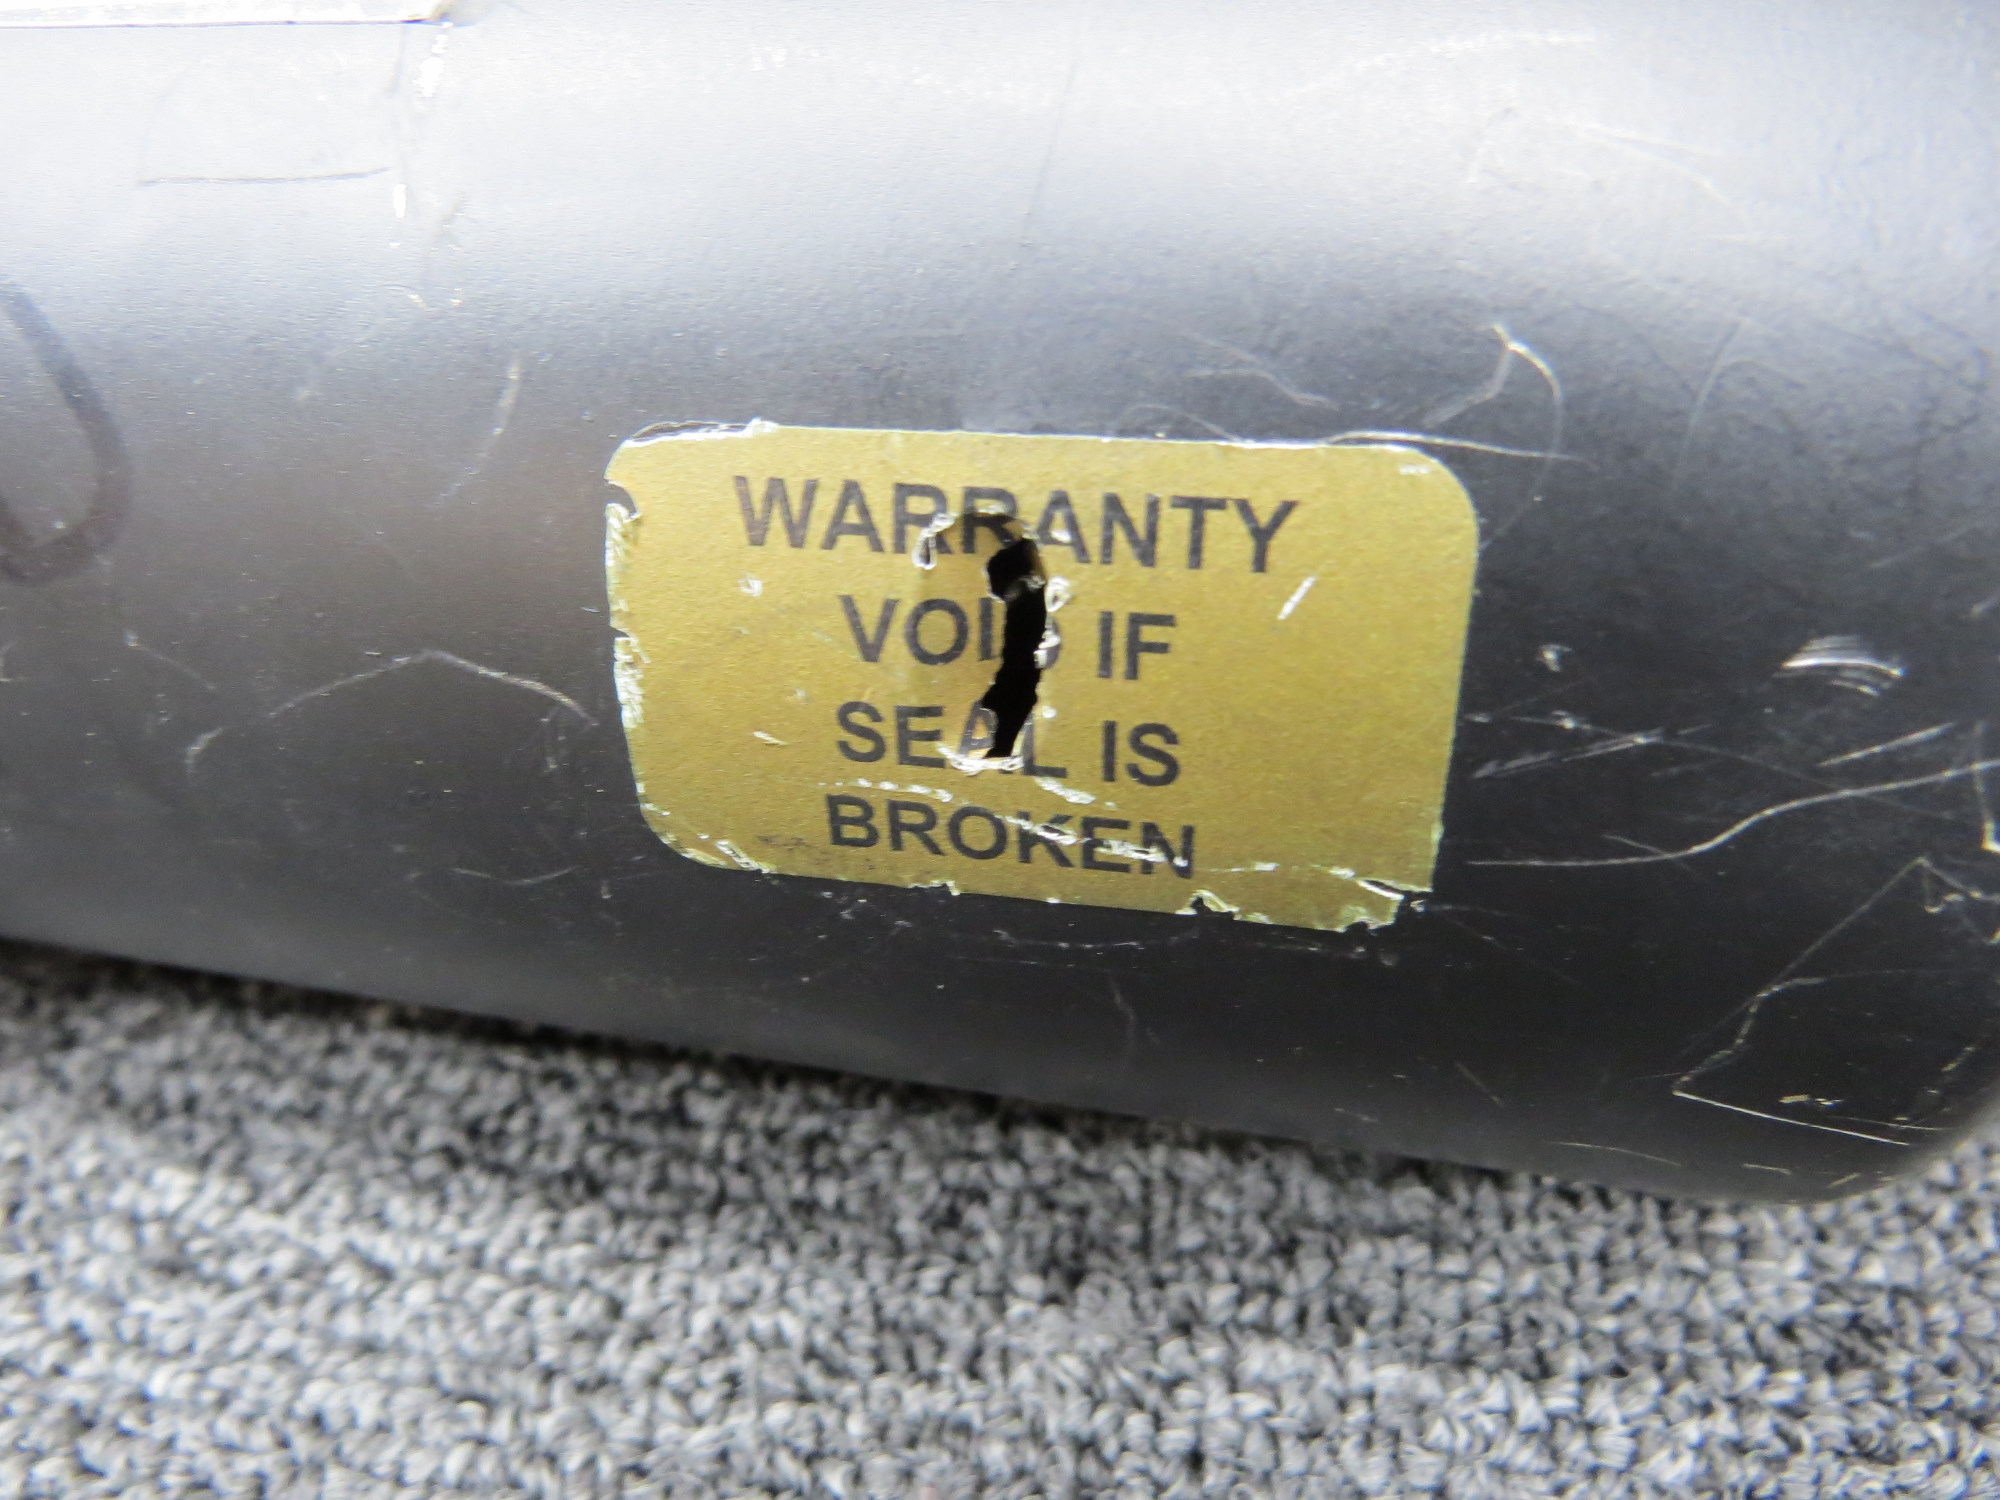 WARRANTY
VOID IF
SEAL IS
BROKEN